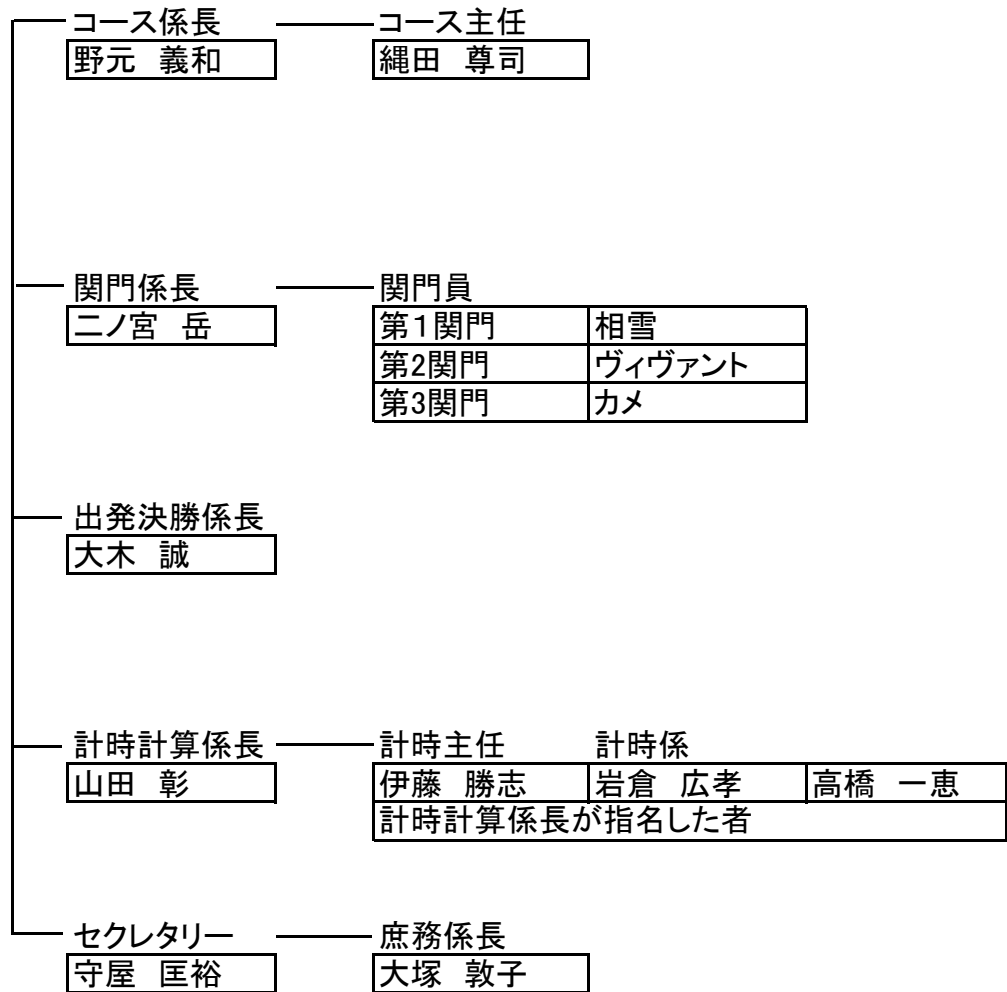 コース係長 コース主任
野元 義和 縄田 尊司
関門係長 関門員
二ノ宮 岳 第1関門 相雪
第2関門 ヴィヴァント
第3関門 カメ
出発決勝係長
大木 誠
計時計算係長 計時主任 計時係
山田 彰 伊藤 勝志 岩倉 広孝 高橋 一恵
計時計算係長が指名した者
セクレタリー 庶務係長
守屋 匡裕 大塚 敦子